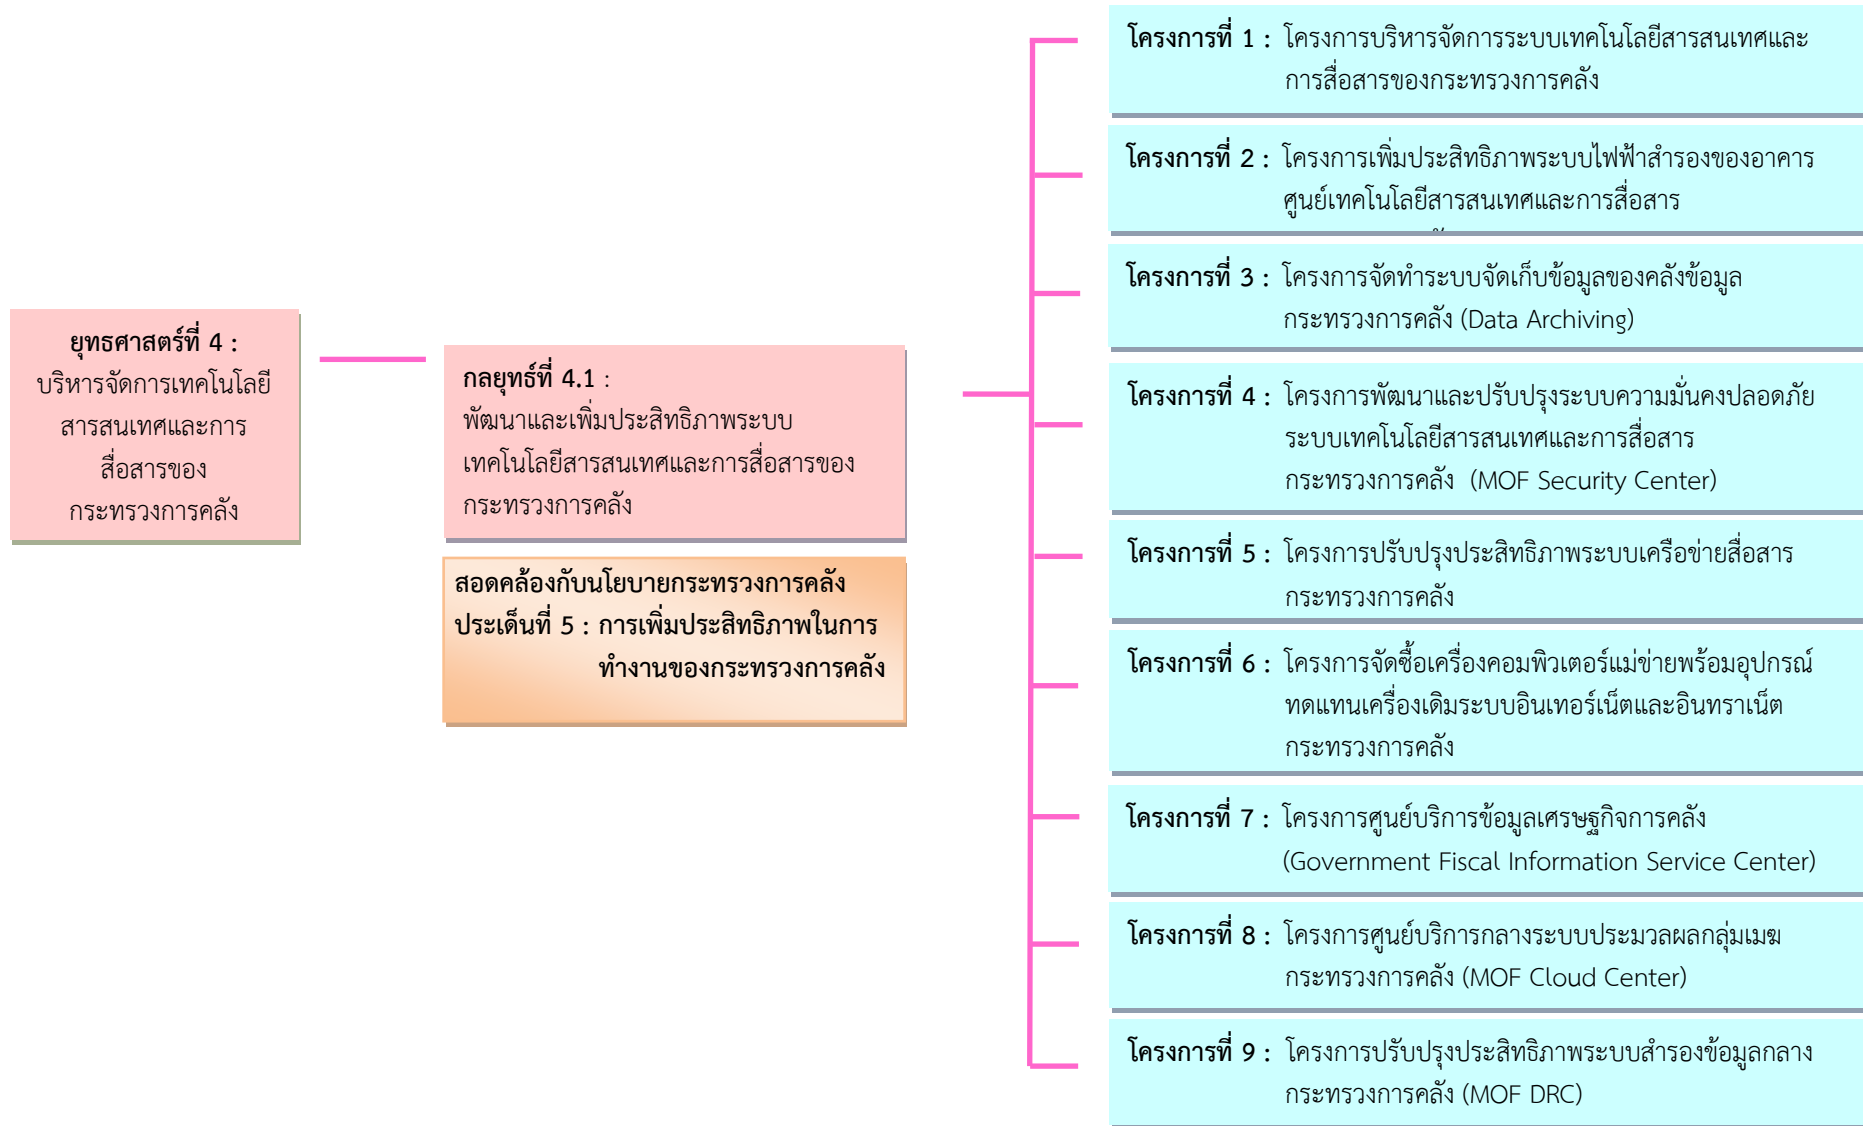 ยุทธศาสตร์ที่ 4 :
บริหารจัดการเทคโนโลยี
สารสนเทศและการ
สื่อสารของ
กระทรวงการคลัง
กลยุทธ์ที่ 4.1 :
พัฒนาและเพิ่มประสิทธิภาพระบบ
เทคโนโลยีสารสนเทศและการสื่อสารของ
กระทรวงการคลัง
สอดคล้องกับนโยบายกระทรวงการคลัง
ประเด็นที่ 5 : การเพิ่มประสิทธิภาพในการ
ทำงานของกระทรวงการคลัง
โครงการที่ 1 : โครงการบริหารจัดการระบบเทคโนโลยีสารสนเทศและ
การสื่อสารของกระทรวงการคลัง
โครงการที่ 2 : โครงการเพิ่มประสิทธิภาพระบบไฟฟ้าสำรองของอาคาร
ศูนย์เทคโนโลยีสารสนเทศและการสื่อสาร
โครงการที่ 3 : โครงการจัดทำระบบจัดเก็บข้อมูลของคลังข้อมูล
กระทรวงการคลัง (Data Archiving)
โครงการที่ 4 : โครงการพัฒนาและปรับปรุงระบบความมั่นคงปลอดภัย
ระบบเทคโนโลยีสารสนเทศและการสื่อสาร
กระทรวงการคลัง (MOF Security Center)
โครงการที่ 5 : โครงการปรับปรุงประสิทธิภาพระบบเครือข่ายสื่อสาร
กระทรวงการคลัง
โครงการที่ 6 : โครงการจัดซื้อเครื่องคอมพิวเตอร์แม่ข่ายพร้อมอุปกรณ์
ทดแทนเครื่องเดิมระบบอินเทอร์เน็ตและอินทราเน็ต
กระทรวงการคลัง
โครงการที่ 7 : โครงการศูนย์บริการข้อมูลเศรษฐกิจการคลัง
(Government Fiscal Information Service Center)
โครงการที่ 8 : โครงการศูนย์บริการกลางระบบประมวลผลกลุ่มเมฆ
กระทรวงการคลัง (MOF Cloud Center)
โครงการที่ 9 : โครงการปรับปรุงประสิทธิภาพระบบสำรองข้อมูลกลาง
กระทรวงการคลัง (MOF DRC)